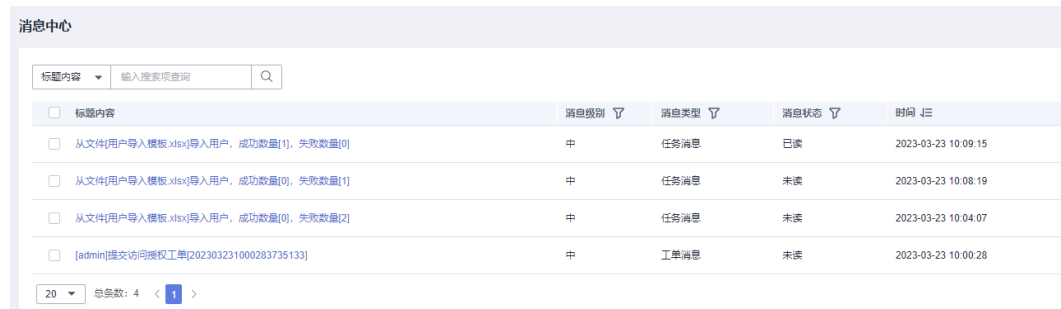 消息中心
标题内容 输入搜索项查询
标题内容 消息级别 消息类型 消息状态 时间
从文件[用户导入模板.xlsx]导入用户，成功数量[1]，失败数量[0] 中 任务消息 已读 2023-03-23 10:09:15
从文件[用户导入模板.xlsx]导入用户，成功数量[0]，失败数量[1] 中 任务消息 未读 2023-03-23 10:08:19
从文件[用户导入模板.xlsx]导入用户，成功数量[0]，失败数量[2] 中 任务消息 未读 2023-03-23 10:04:07
[admin]提交访问授权工单[202303231000283735133] 中 工单消息 未读 2023-03-23 10:00:28
20 总条数：4 < 1 >